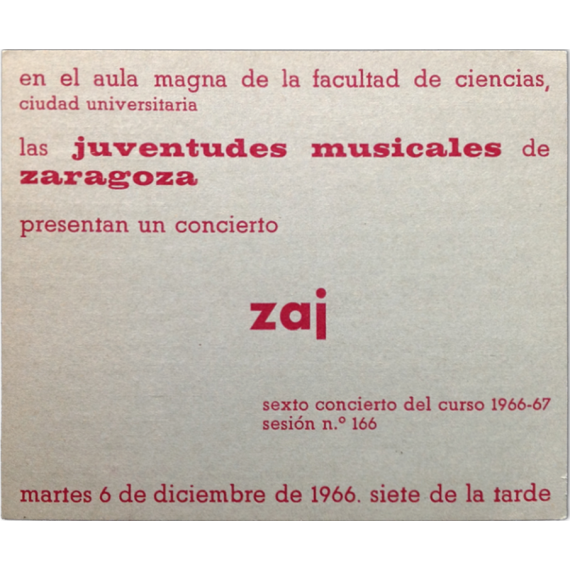 en el aula magna de la facultad de ciencias,
ciudad universitaria
las juventudes musicales de
zaragoza
presentan un concierto
zaj
sexto concierto del curso 1966-67
sesión n.º 166
martes 6 de diciembre de 1966. siete de la tarde